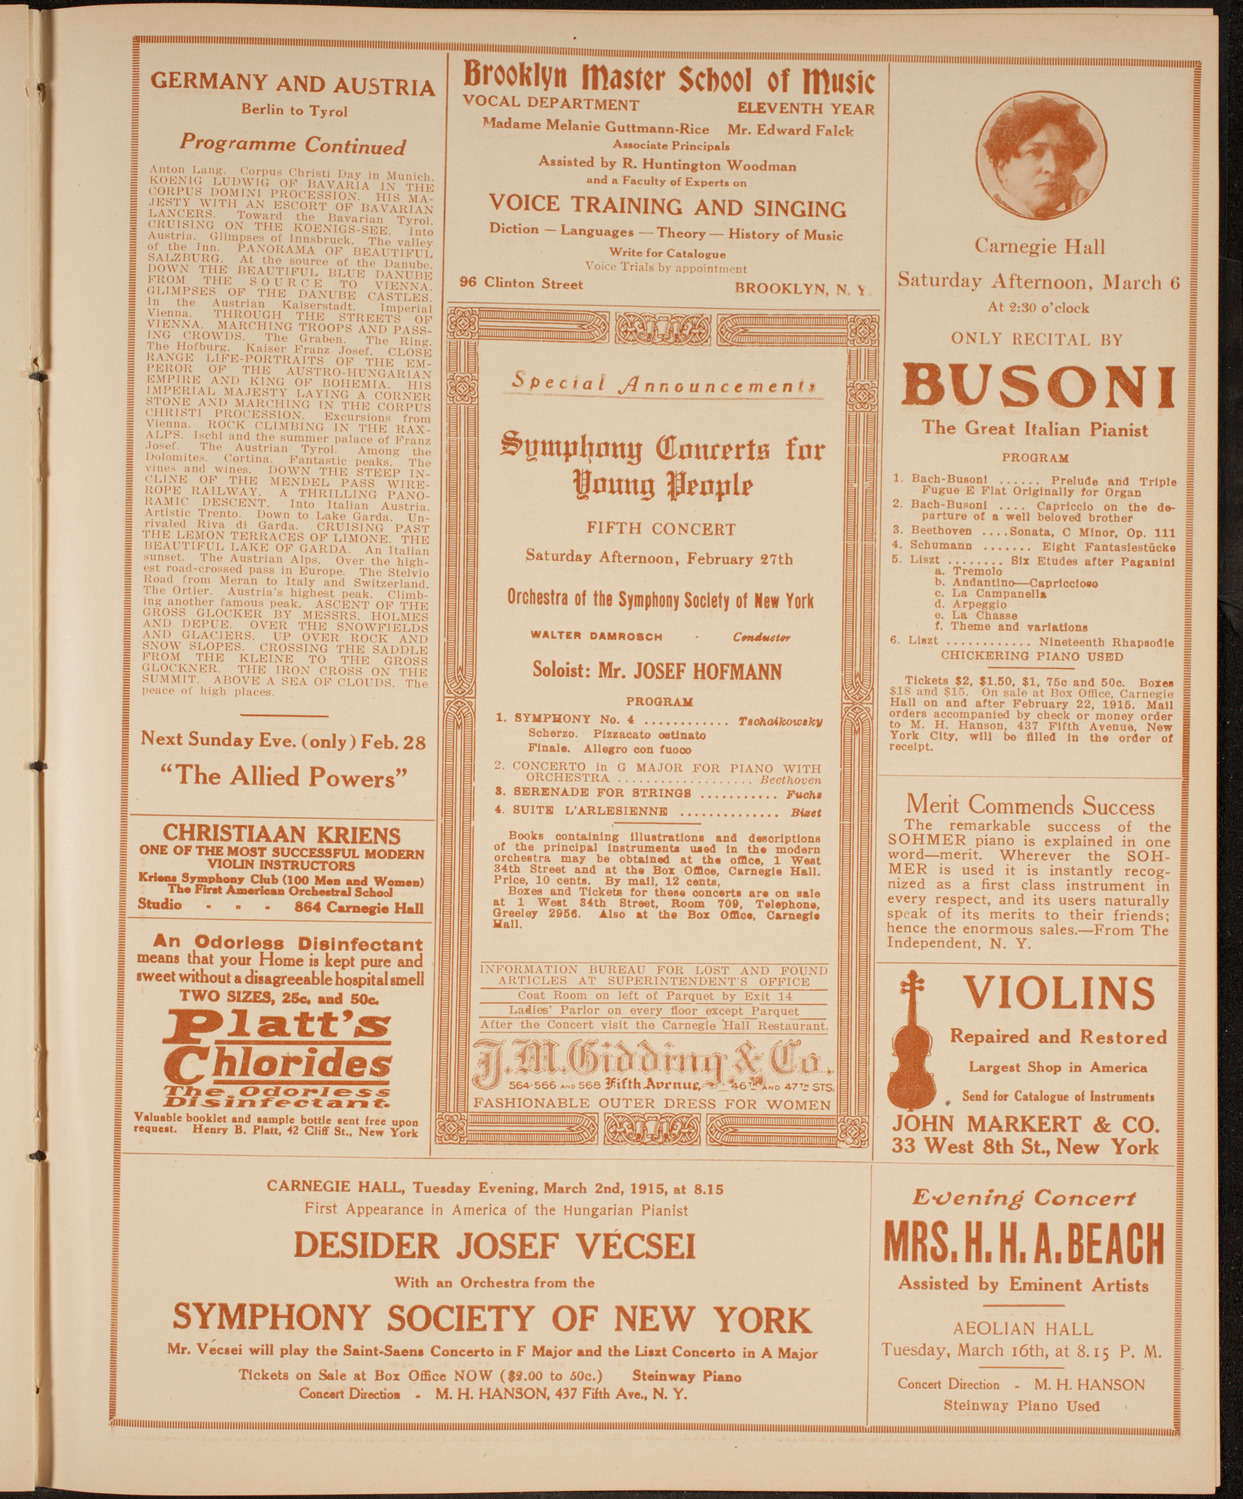 GERMANY AND AUSTRIA
Berlin to Tyrol
Programme Continued
Anton Lang. Corpus Christi Day in Munich.
KOENIG LUDWIG OF BAVARIA IN THE
CORPUS DOMINI PROCESSION. HIS MA-
JESTY WITH AN ESCORT OF BAVARIAN
LANCERS. Toward the Bavarian Tyrol.
CRUISING ON THE KOENIGS-SEE. Into
Austria. Glimpses of Innsbruck. The valley
of the Inn. PANORAMA OF BEAUTIFUL
SALZBURG. At the source of the Danube.
DOWN THE BEAUTIFUL BLUE DANUBE
FROM THE SOURCE TO VIENNA.
GLIMPSES OF THE DANUBE CASTLES.
In the Austrian Kaiserstadt. Imperial
Vienna. THROUGH THE STREETS OF
VIENNA. MARCHING TROOPS AND PASS-
ING CROWDS. The Graben. The Ring.
The Hofburg. Kaiser Franz Josef. CLOSE
RANGE LIFE-PORTRAITS OF THE EM-
PEROR OF THE AUSTRO-HUNGARIAN
EMPIRE AND KING OF BOHEMIA. HIS
IMPERIAL MAJESTY LAYING A CORNER
STONE AND MARCHING IN THE CORPUS
CHRISTI PROCESSION. Excursions from
Vienna. ROCK CLIMBING IN THE RAX-
ALPS. Ischl and the summer palace of Franz
Josef. The Austrian Tyrol. Among the
Dolomites. Cortina. Fantastic peaks. The
vines and wines. DOWN THE STEEP IN-
CLINE OF THE MENDEL PASS WIRE-
ROPE RAILWAY. A THRILLING PANO-
RAMIC DESCENT. Into Italian Austria.
Artistic Trento. Down to Lake Garda. Un-
rivaled Riva di Garda. CRUISING PAST
THE LEMON TERRACES OF LIMONE. THE
BEAUTIFUL LAKE OF GARDA. An Italian
sunset. The Austrian Alps. Over the high-
est road-crossed pass in Europe. The Stelvio
Road from Meran to Italy and Switzerland.
The Ortler. Austria's highest peak. Climb-
ing another famous peak. ASCENT OF THE
GROSS GLOCKER BY MESSRS. HOLMES
AND DEPUE. OVER THE SNOWFIELDS
AND GLACIERS. UP OVER ROCK AND
SNOW SLOPES. CROSSING THE SADDLE
FROM THE KLEINE TO THE GROSS
GLOCKNER. THE IRON CROSS ON THE
SUMMIT. ABOVE A SEA OF CLOUDS. The
peace of high places.
Next Sunday Eve. (only) Feb. 28
"The Allied Powers"
CHRISTIAAN KRIENS
ONE OF THE MOST SUCCESSFUL MODERN
VIOLIN INSTRUCTORS
Kriens Symphony Club (100 Men and Women)
The First American Orchestral School
Studio - - - 864 Carnegie Hall
An Odorless Disinfectant
means that your Home is kept pure and
sweet without a disagreeable hospital smell
TWO SIZES, 25c. and 50c.
Platt's
Chlorides
The Odorless
Disinfectant.
Valuable booklet and sample bottle sent free upon
request. Henry B. Platt, 42 Cliff St., New York
Brooklyn Master School of Music
VOCAL DEPARTMENT ELEVENTH YEAR
Madame Melanie Guttmann-Rice Mr. Edward Falck
Associate Principals
Assisted by R. Huntington Woodman
and a Faculty of Experts on
VOICE TRAINING AND SINGING
Diction — Languages — Theory — History of Music
Write for Catalogue
Voice Trials by appointment
96 Clinton Street BROOKLYN, N. Y.
Special Announcements
Symphony Concerts for
Young People
FIFTH CONCERT
Saturday Afternoon, February 27th
Orchestra of the Symphony Society of New York
WALTER DAMROSCH - Conductor
Soloist: Mr. JOSEF HOFMANN
PROGRAM
1. SYMPHONY No. 4 ............ Tschaikowsky
Scherzo. Pizzacato ostinato
Finale. Allegro con fuoco
2. CONCERTO in G MAJOR FOR PIANO WITH
ORCHESTRA .................. Beethoven
3. SERENADE FOR STRINGS ........... Fuchs
4. SUITE L'ARLESIENNE .............. Bizet
Books containing illustrations and descriptions
of the principal instruments used in the modern
orchestra may be obtained at the office, 1 West
34th Street and at the Box Office, Carnegie Hall.
Price, 10 cents. By mail, 12 cents.
Boxes and Tickets for these concerts are on sale
at 1 West 34th Street, Room 709, Telephone,
Greeley 2956. Also at the Box Office, Carnegie
Hall.
INFORMATION BUREAU FOR LOST AND FOUND
ARTICLES AT SUPERINTENDENT'S OFFICE
Coat Room on left of Parquet by Exit 14
Ladies' Parlor on every floor except Parquet
After the Concert visit the Carnegie Hall Restaurant.
J.M.Gidding & Co.
564-566 AND 568 Fifth Avenue, 46TH AND 47TH STS.
FASHIONABLE OUTER DRESS FOR WOMEN
Carnegie Hall
Saturday Afternoon, March 6
At 2:30 o'clock
ONLY RECITAL BY
BUSONI
The Great Italian Pianist
PROGRAM
1. Bach-Busoni ...... Prelude and Triple
Fugue E Flat Originally for Organ
2. Bach-Busoni .... Capriccio on the de-
parture of a well beloved brother
3. Beethoven ....Sonata, C Minor, Op. 111
4. Schumann ....... Eight Fantasiestücke
5. Liszt ........ Six Etudes after Paganini
a. Tremolo
b. Andantino—Capriccioso
c. La Campanella
d. Arpeggio
e. La Chasse
f. Theme and variations
6. Liszt ............ Nineteenth Rhapsodie
CHICKERING PIANO USED
Tickets $2, $1.50, $1, 75c and 50c. Boxes
$18 and $15. On sale at Box Office, Carnegie
Hall on and after February 22, 1915. Mail
orders accompanied by check or money order
to M. H. Hanson, 437 Fifth Avenue, New
York City, will be filled in the order of
receipt.
Merit Commends Success
The remarkable success of the
SOHMER piano is explained in one
word—merit. Wherever the SOH-
MER is used it is instantly recog-
nized as a first class instrument in
every respect, and its users naturally
speak of its merits to their friends;
hence the enormous sales.—From The
Independent, N. Y.
VIOLINS
Repaired and Restored
Largest Shop in America
Send for Catalogue of Instruments
JOHN MARKERT & CO.
33 West 8th St., New York
CARNEGIE HALL, Tuesday Evening, March 2nd, 1915, at 8.15
First Appearance in America of the Hungarian Pianist
DESIDER JOSEF VÉCSEI
With an Orchestra from the
SYMPHONY SOCIETY OF NEW YORK
Mr. Vécsei will play the Saint-Saens Concerto in F Major and the Liszt Concerto in A Major
Tickets on Sale at Box Office NOW ($2.00 to 50c.) Steinway Piano
Concert Direction - M. H. HANSON, 437 Fifth Ave., N. Y.
Evening Concert
MRS. H. H. A. BEACH
Assisted by Eminent Artists
AEOLIAN HALL
Tuesday, March 16th, at 8.15 P. M.
Concert Direction - M. H. HANSON
Steinway Piano Used